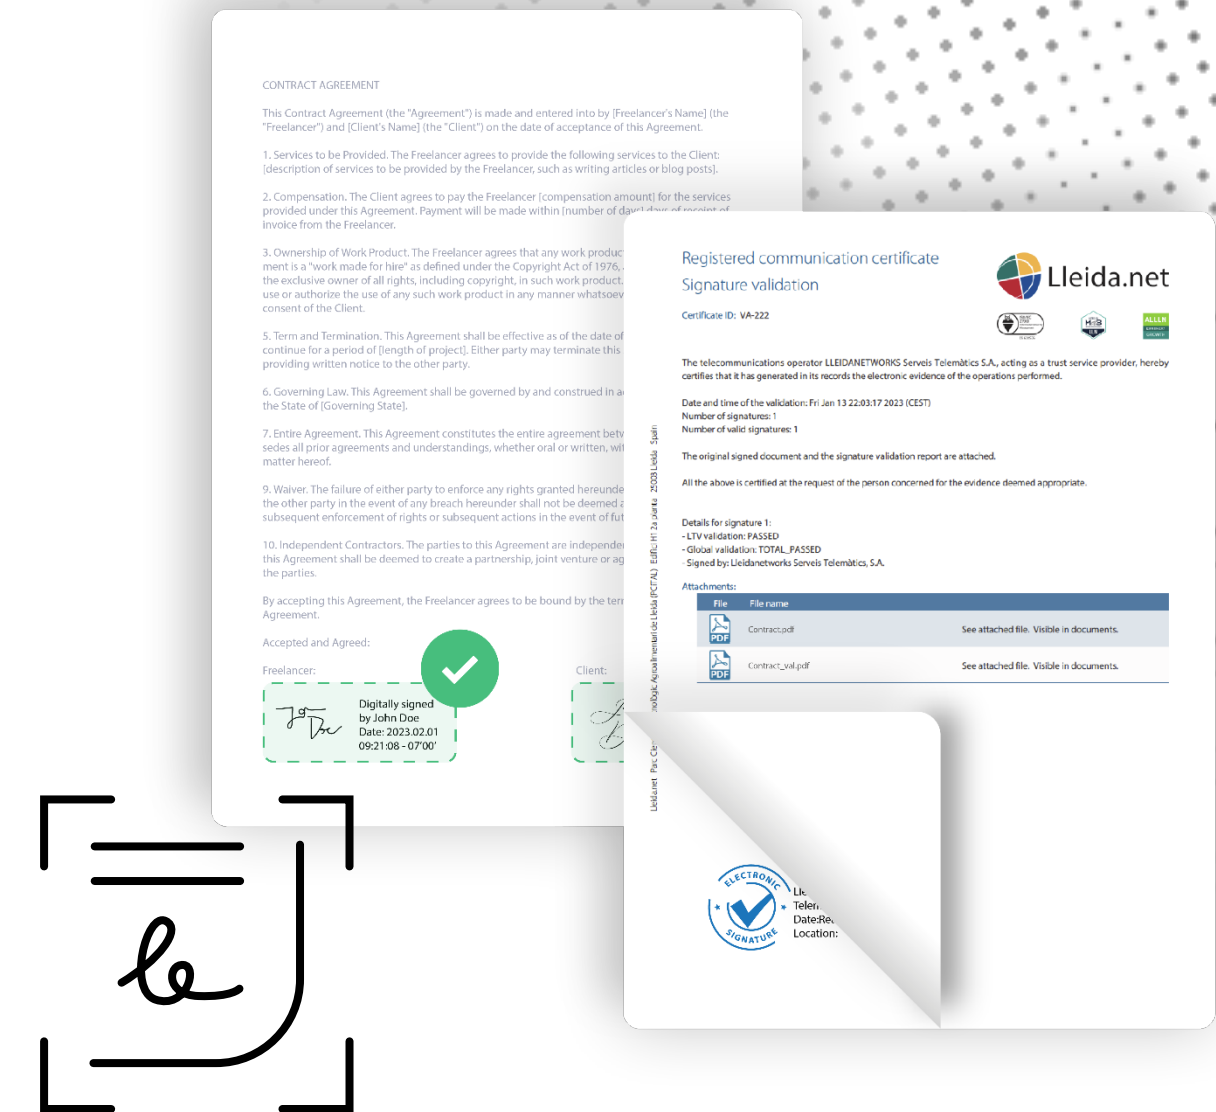 CONTRACT AGREEMENT
This Contract Agreement (the "Agreement") is made and entered into by [Freelancer's Name] (the
"Freelancer") and [Client's Name] (the "Client") on the date of acceptance of this Agreement.
1. Services to be Provided. The Freelancer agrees to provide the following services to the Client:
[description of services to be provided by the Freelancer, such as writing articles or blog posts].
2. Compensation. The Client agrees to pay the Freelancer [compensation amount] for the services
provided under this Agreement. Payment will be made within [number of days] days of receipt of
invoice from the Freelancer.
3. Ownership of Work Product. The Freelancer agrees that any work produc
ment is a "work made for hire" as defined under the Copyright Act of 1976,
the exclusive owner of all rights, including copyright, in such work product.
use or authorize the use of any such work product in any manner whatsoev
consent of the Client.
5. Term and Termination. This Agreement shall be effective as of the date of
continue for a period of [length of project]. Either party may terminate this
providing written notice to the other party.
6. Governing Law. This Agreement shall be governed by and construed in a
the State of [Governing State].
7. Entire Agreement. This Agreement constitutes the entire agreement betw
sedes all prior agreements and understandings, whether oral or written, wit
matter hereof.
9. Waiver. The failure of either party to enforce any rights granted hereunde
the other party in the event of any breach hereunder shall not be deemed a
subsequent enforcement of rights or subsequent actions in the event of fut
10. Independent Contractors. The parties to this Agreement are independen
this Agreement shall be deemed to create a partnership, joint venture or ag
the parties.
By accepting this Agreement, the Freelancer agrees to be bound by the ter
Agreement.
Accepted and Agreed:
Freelancer:
Client:
Digitally signed
by John Doe
Date: 2023.02.01
09:21:08 - 07'00'
Registered communication certificate
Signature validation
Lleida.net
Certificate ID: VA-222
ALLLR
The telecommunications operator LLEIDANETWORKS Serveis Telemàtics S.A., acting as a trust service provider, hereby
certifies that it has generated in its records the electronic evidence of the operations performed.
Date and time of the validation: Fri Jan 13 22:03:17 2023 (CEST)
Number of signatures: 1
Number of valid signatures: 1
The original signed document and the signature validation report are attached.
All the above is certified at the request of the person concerned for the evidence deemed appropriate.
Details for signature 1:
- LTV validation: PASSED
- Global validation: TOTAL_PASSED
- Signed by: Lleidanetworks Serveis Telemàtics, S.A.
Attachments:
File File name
PDF Contract.pdf See attached file. Visible in documents.
PDF Contract_val.pdf See attached file. Visible in documents.
Lleida.net Parc Cie nològic Agroalimentari de Lleida (PCITAL) Edifici H1 2a planta 25003 Lleida Spain
ELECTRONIC
SIGNATURE
Telem
Date:Re
Location:
le